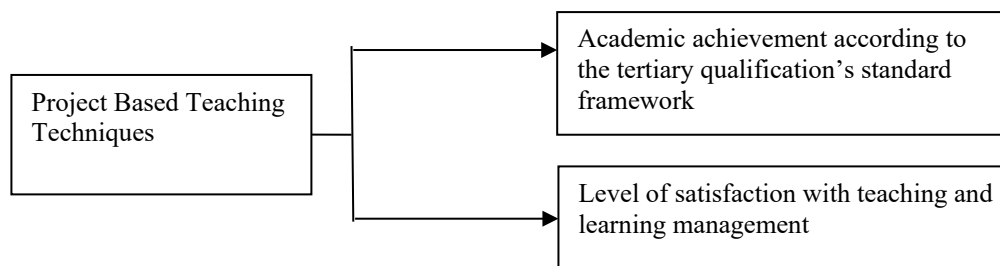 Project Based Teaching
Techniques
Academic achievement according to
the tertiary qualification’s standard
framework
Level of satisfaction with teaching and
learning management